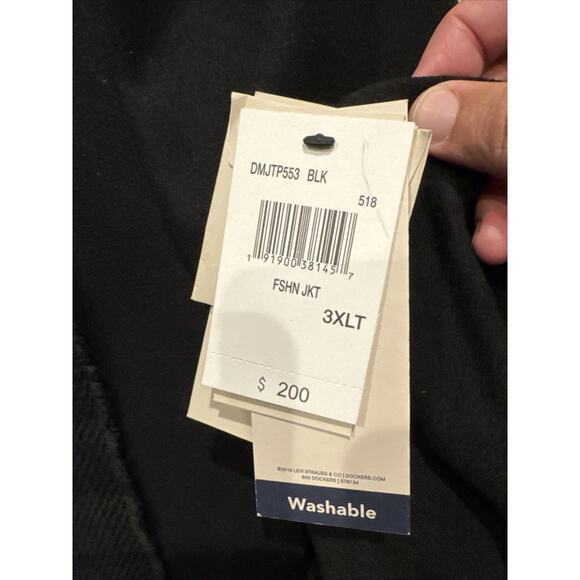 DMJTP553 BLK
518
1 91900 38145 7
FSHN JKT
3XLT
$ 200
©2018 LEVI STRAUSS & CO | DOCKERS.COM
800 DOCKERS | 578134
Washable